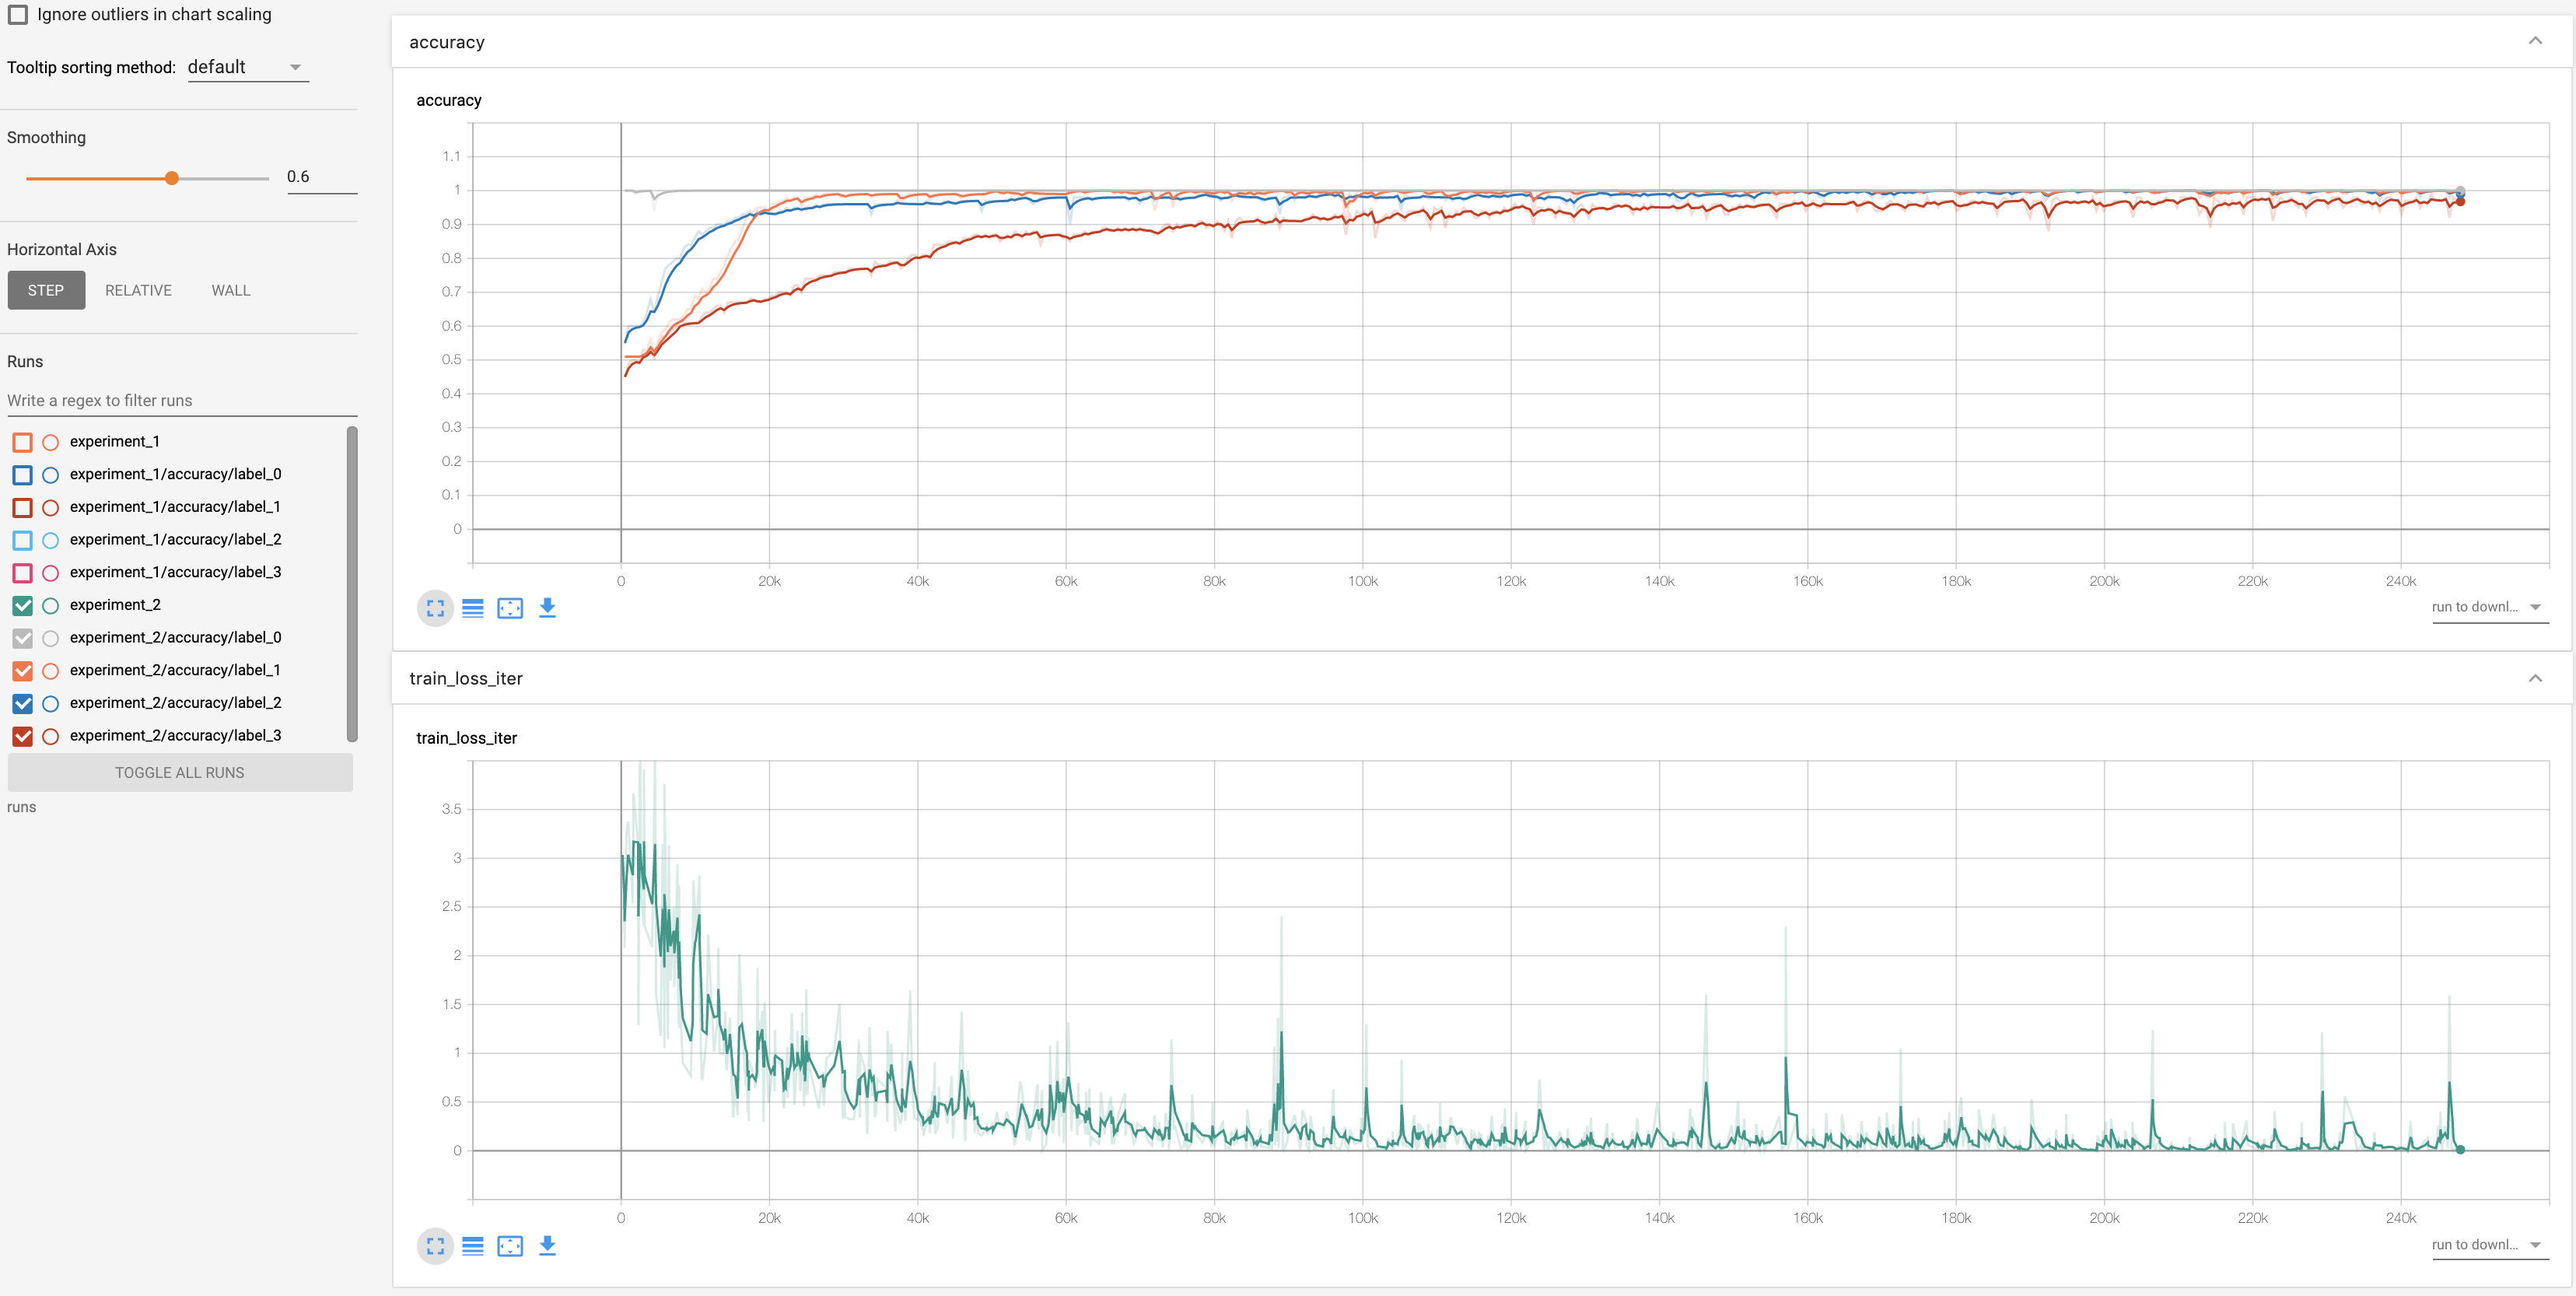 Ignore outliers in chart scaling
Tooltip sorting method: default
Smoothing
0.6
Horizontal Axis
STEP RELATIVE WALL
Runs
Write a regex to filter runs
experiment_1
experiment_1/accuracy/label_0
experiment_1/accuracy/label_1
experiment_1/accuracy/label_2
experiment_1/accuracy/label_3
experiment_2
experiment_2/accuracy/label_0
experiment_2/accuracy/label_1
experiment_2/accuracy/label_2
experiment_2/accuracy/label_3
TOGGLE ALL RUNS
runs
accuracy
accuracy
1.1
1
0.9
0.8
0.7
0.6
0.5
0.4
0.3
0.2
0.1
0
0 20k 40k 60k 80k 100k 120k 140k 160k 180k 200k 220k 240k
run to downl...
train_loss_iter
train_loss_iter
3.5
3
2.5
2
1.5
1
0.5
0
0 20k 40k 60k 80k 100k 120k 140k 160k 180k 200k 220k 240k
run to downl...